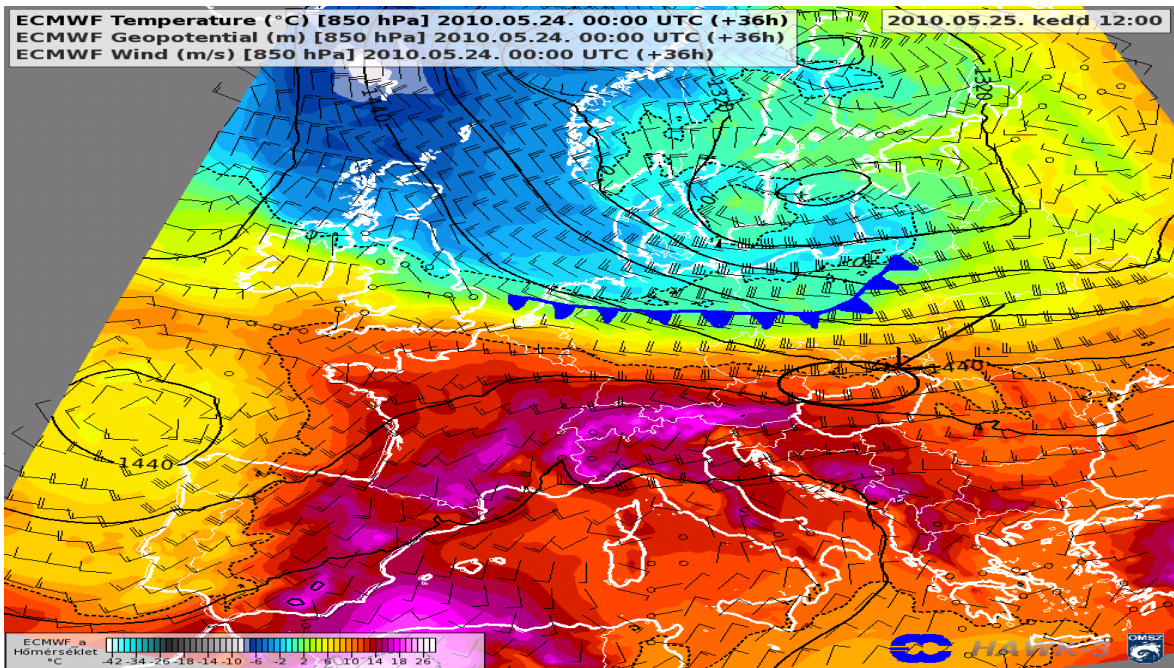 ECMWF Temperature (°C) [850 hPa] 2010.05.24. 00:00 UTC (+36h)
ECMWF Geopotential (m) [850 hPa] 2010.05.24. 00:00 UTC (+36h)
ECMWF Wind (m/s) [850 hPa] 2010.05.24. 00:00 UTC (+36h)
2010.05.25. kedd 12:00
1320
1440
1440
ECMWF_a
Hőmérséklet
°C
-42 -34 -26 -18 -14 -10 -6 -2 2 6 10 14 18 22 26
HAWK-3
OMSZ